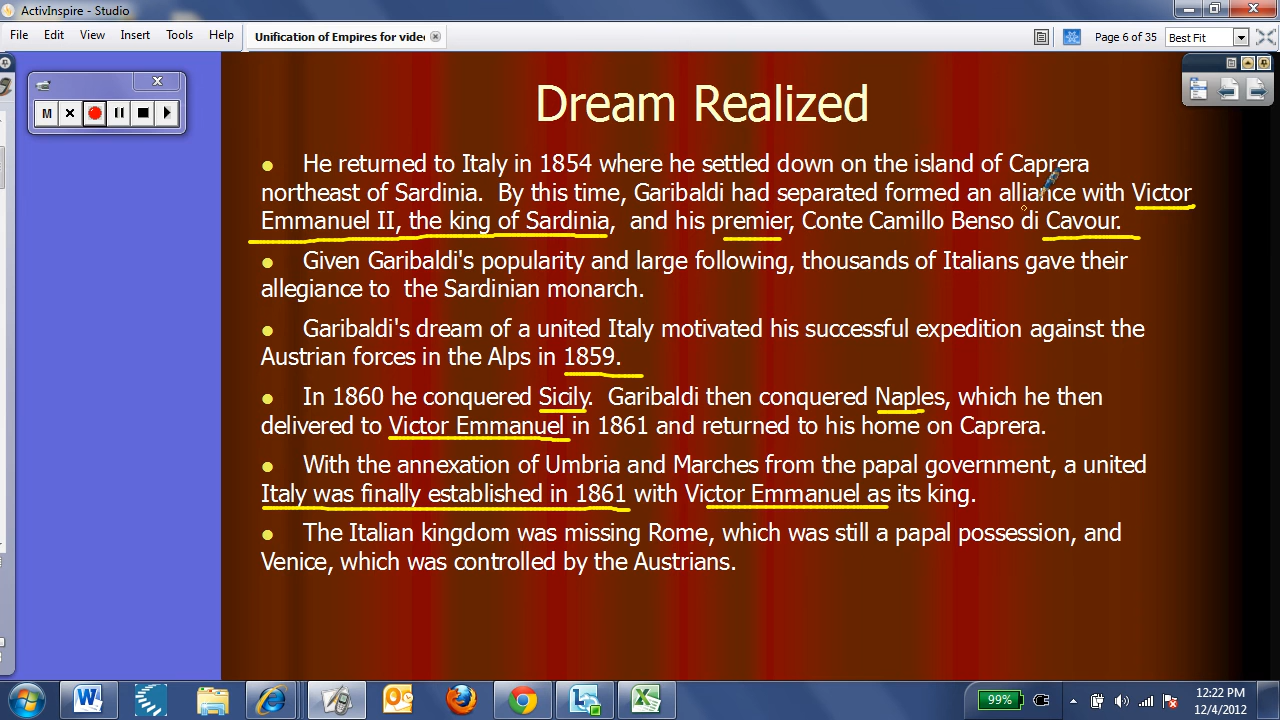 ActivInspire - Studio
File Edit View Insert Tools Help
Unification of Empires for vide
Page 6 of 35
Best Fit
M
Dream Realized
He returned to Italy in 1854 where he settled down on the island of Caprera
northeast of Sardinia. By this time, Garibaldi had separated formed an alliance with Victor
Emmanuel II, the king of Sardinia, and his premier, Conte Camillo Benso di Cavour.
Given Garibaldi's popularity and large following, thousands of Italians gave their
allegiance to the Sardinian monarch.
Garibaldi's dream of a united Italy motivated his successful expedition against the
Austrian forces in the Alps in 1859.
In 1860 he conquered Sicily. Garibaldi then conquered Naples, which he then
delivered to Victor Emmanuel in 1861 and returned to his home on Caprera.
With the annexation of Umbria and Marches from the papal government, a united
Italy was finally established in 1861 with Victor Emmanuel as its king.
The Italian kingdom was missing Rome, which was still a papal possession, and
Venice, which was controlled by the Austrians.
99%
12:22 PM
12/4/2012